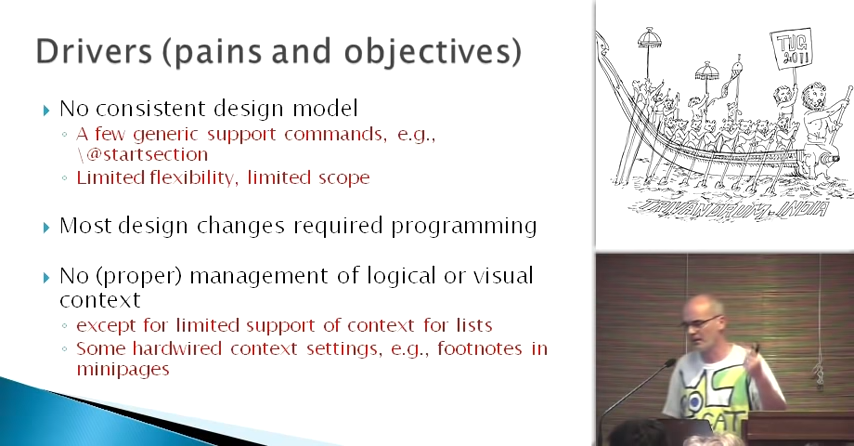 Drivers (pains and objectives)
No consistent design model
A few generic support commands, e.g.,
\@startsection
Limited flexibility, limited scope
Most design changes required programming
No (proper) management of logical or visual
context
except for limited support of context for lists
Some hardwired context settings, e.g., footnotes in
minipages
TUG
2011
TRIVANDRUM, INDIA
CAT